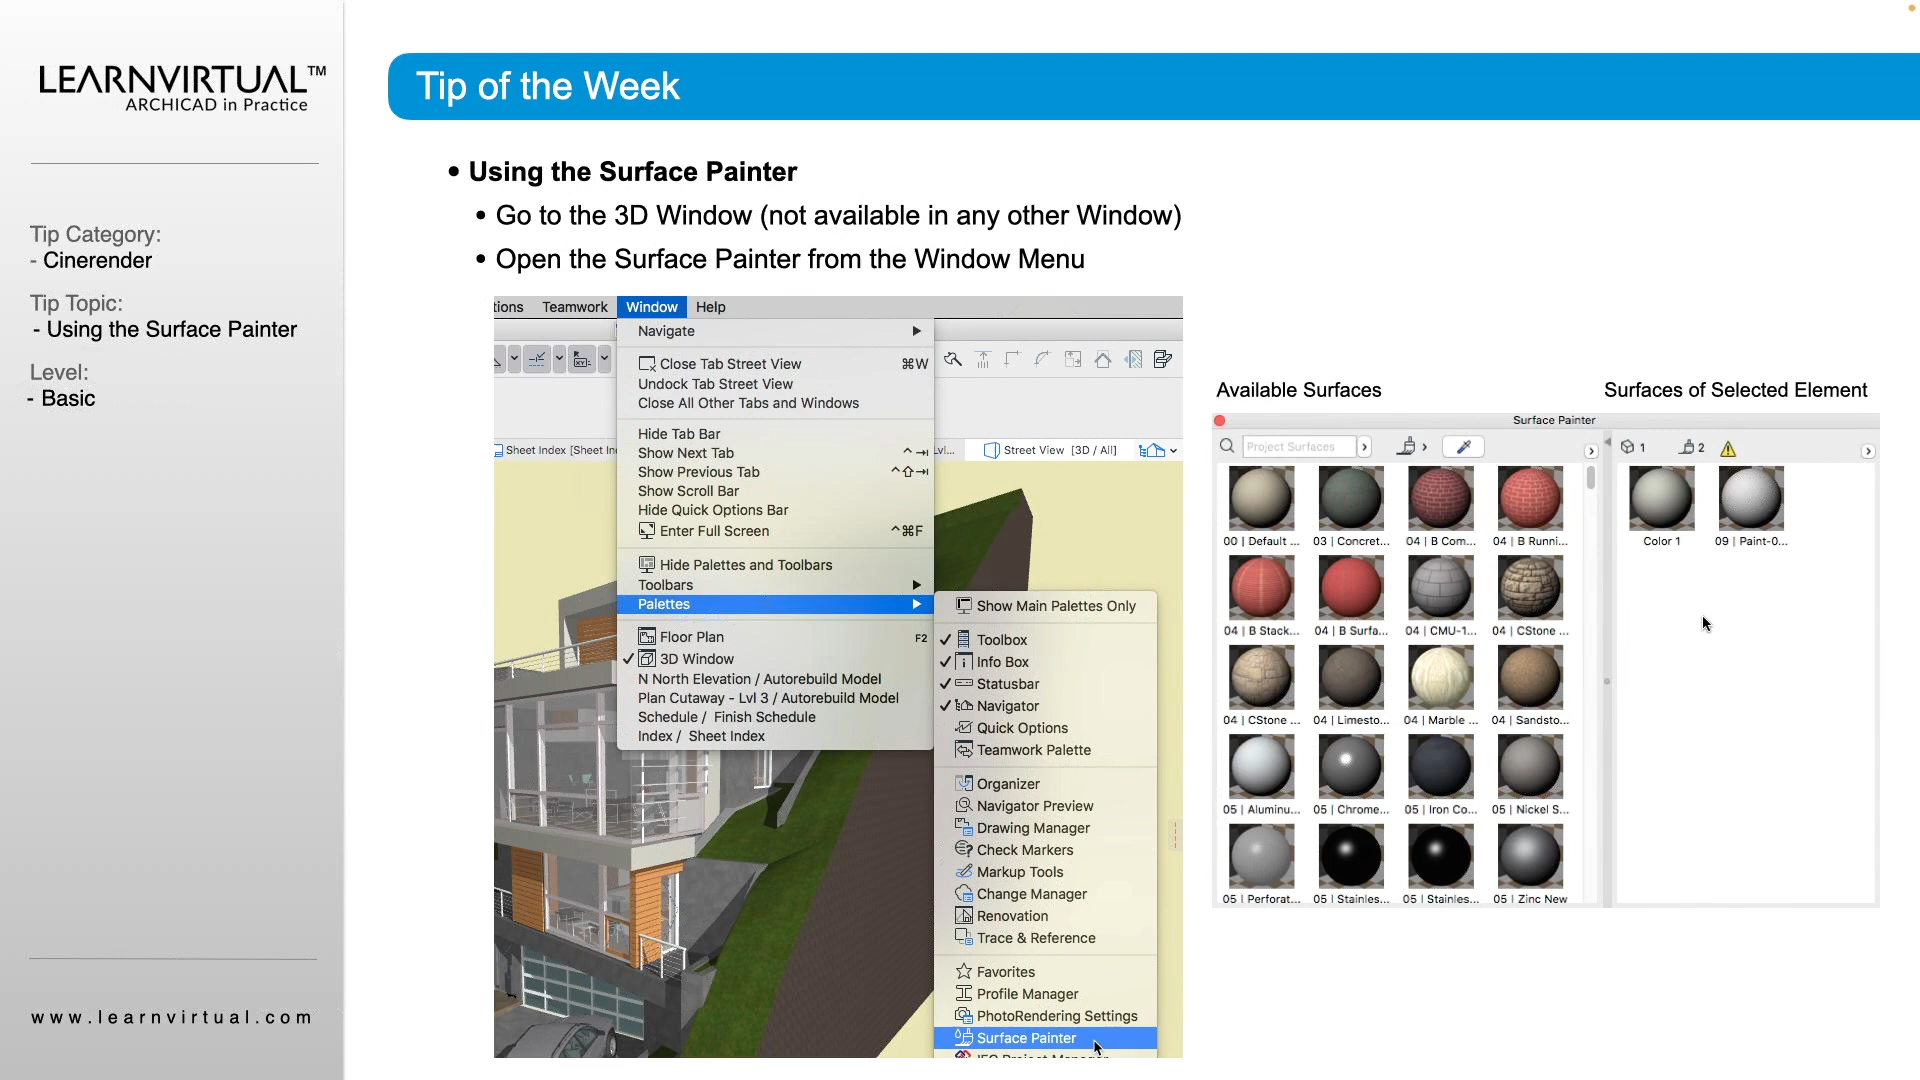 LEARNVIRTUAL™
ARCHICAD in Practice
Tip Category:
- Cinerender
Tip Topic:
- Using the Surface Painter
Level:
- Basic
www.learnvirtual.com
Tip of the Week
• Using the Surface Painter
• Go to the 3D Window (not available in any other Window)
• Open the Surface Painter from the Window Menu
tions Teamwork Window Help
Navigate
Close Tab Street View ⌘W
Undock Tab Street View
Close All Other Tabs and Windows
Hide Tab Bar
Show Next Tab ^⇥
Show Previous Tab ^⇧⇥
Show Scroll Bar
Hide Quick Options Bar
Enter Full Screen ^⌘F
Hide Palettes and Toolbars
Toolbars
Palettes
Floor Plan F2
3D Window
N North Elevation / Autorebuild Model
Plan Cutaway - Lvl 3 / Autorebuild Model
Schedule / Finish Schedule
Index / Sheet Index
Sheet Index [Sheet In
Lvl... Street View [3D / All]
Show Main Palettes Only
Toolbox
Info Box
Statusbar
Navigator
Quick Options
Teamwork Palette
Organizer
Navigator Preview
Drawing Manager
Check Markers
Markup Tools
Change Manager
Renovation
Trace & Reference
Favorites
Profile Manager
PhotoRendering Settings
Surface Painter
Available Surfaces Surfaces of Selected Element
Surface Painter
Project Surfaces 1 2
00 | Default ... 03 | Concret... 04 | B Com... 04 | B Runni...
04 | B Stack... 04 | B Surfa... 04 | CMU-1... 04 | CStone ...
04 | CStone ... 04 | Limesto... 04 | Marble ... 04 | Sandsto...
05 | Aluminu... 05 | Chrome... 05 | Iron Co... 05 | Nickel S...
05 | Perforat... 05 | Stainles... 05 | Stainles... 05 | Zinc New
Color 1 09 | Paint-0...